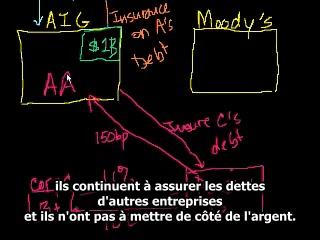 AIG
Moody's
Insurance
on A's
Debt
$1B
AA
Insure C's
debt
150bp
ils continuent à assurer les dettes
d'autres entreprises
et ils n'ont pas à mettre de côté de l'argent.